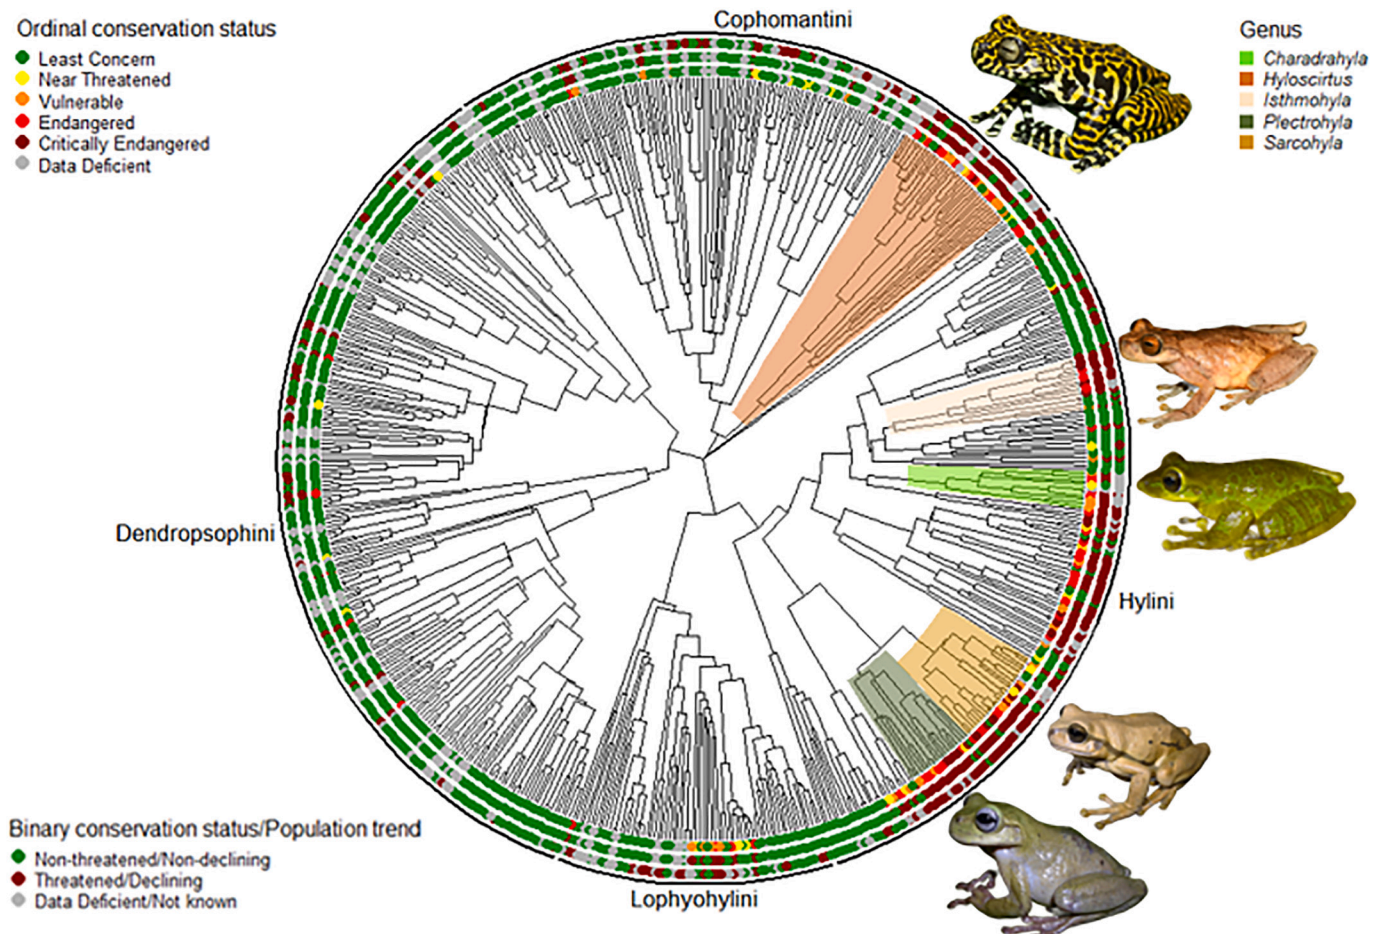 Cophomantini
Ordinal conservation status
Least Concern
Near Threatened
Vulnerable
Endangered
Critically Endangered
Data Deficient
Genus
Charadrahyla
Hyloscirtus
Isthmohyla
Plectrohyla
Sarcohyla
Dendropsophini
Hylini
Binary conservation status/Population trend
Non-threatened/Non-declining
Threatened/Declining
Data Deficient/Not known
Lophyohylini